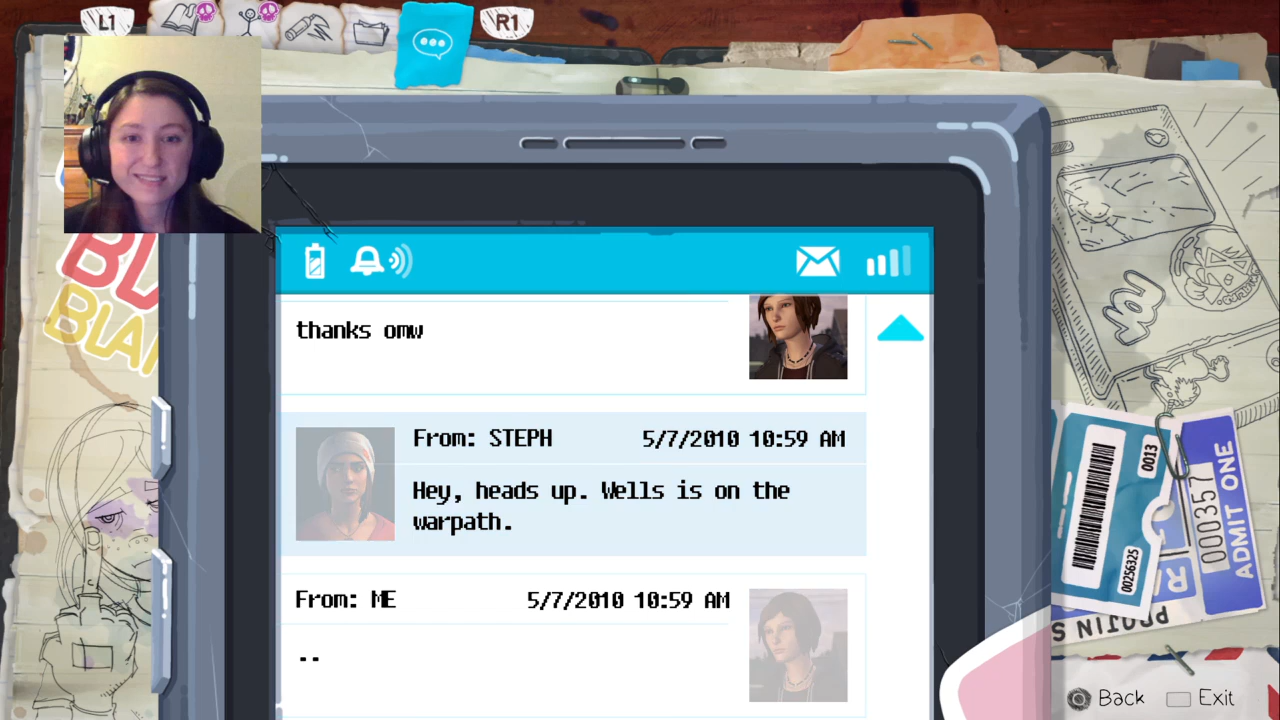 L1
R1
thanks omw
From: STEPH 5/7/2010 10:59 AM
Hey, heads up. Wells is on the
warpath.
From: ME 5/7/2010 10:59 AM
..
0013
00256325
R
000357
ADMIT ONE
Back
Exit